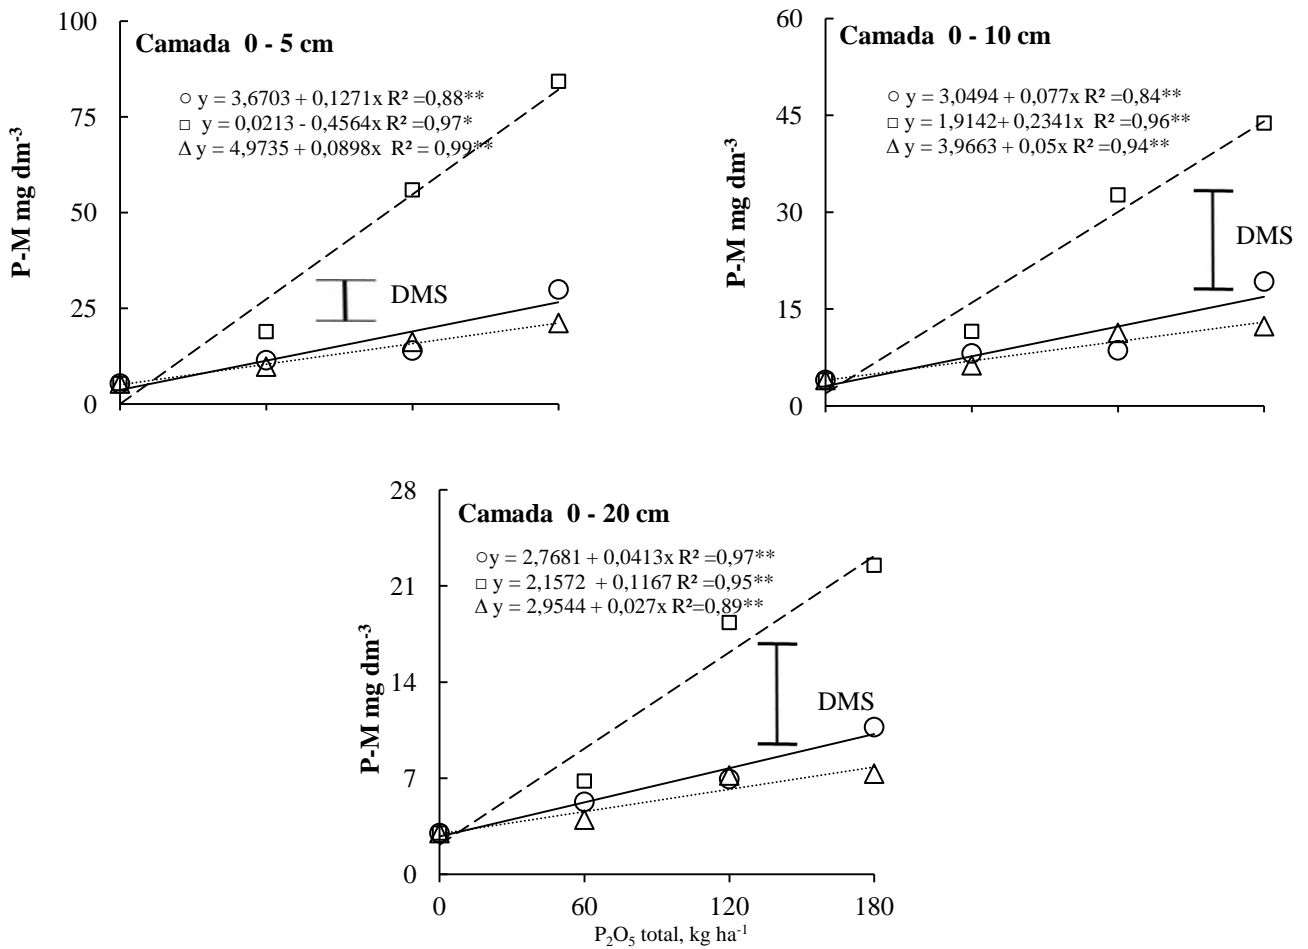 Camada 0 - 5 cm
○ y = 3,6703 + 0,1271x R² =0,88**
□ y = 0,0213 - 0,4564x R² =0,97*
Δ y = 4,9735 + 0,0898x R² = 0,99**
100
75
50
25
0
P-M mg dm⁻³
DMS
Camada 0 - 10 cm
○ y = 3,0494 + 0,077x R² =0,84**
□ y = 1,9142+ 0,2341x R² =0,96**
Δ y = 3,9663 + 0,05x R² =0,94**
60
45
30
15
0
P-M mg dm⁻³
DMS
Camada 0 - 20 cm
○y = 2,7681 + 0,0413x R² =0,97**
□ y = 2,1572 + 0,1167 R² =0,95**
Δ y = 2,9544 + 0,027x R²=0,89**
28
21
14
7
0
P-M mg dm⁻³
DMS
0 60 120 180
P₂O₅ total, kg ha⁻¹